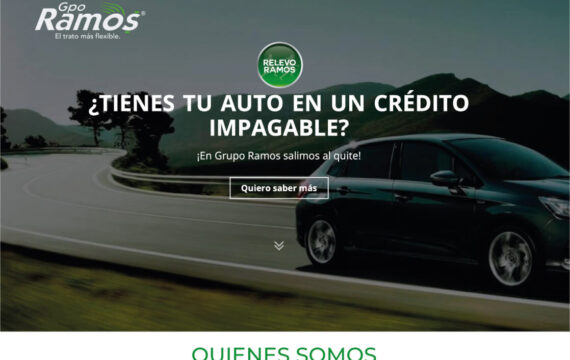 Gpo
Ramos®
El trato más flexible.
RELEVO
RAMOS
¿TIENES TU AUTO EN UN CRÉDITO
IMPAGABLE?
¡En Grupo Ramos salimos al quite!
Quiero saber más
QUIENES SOMOS